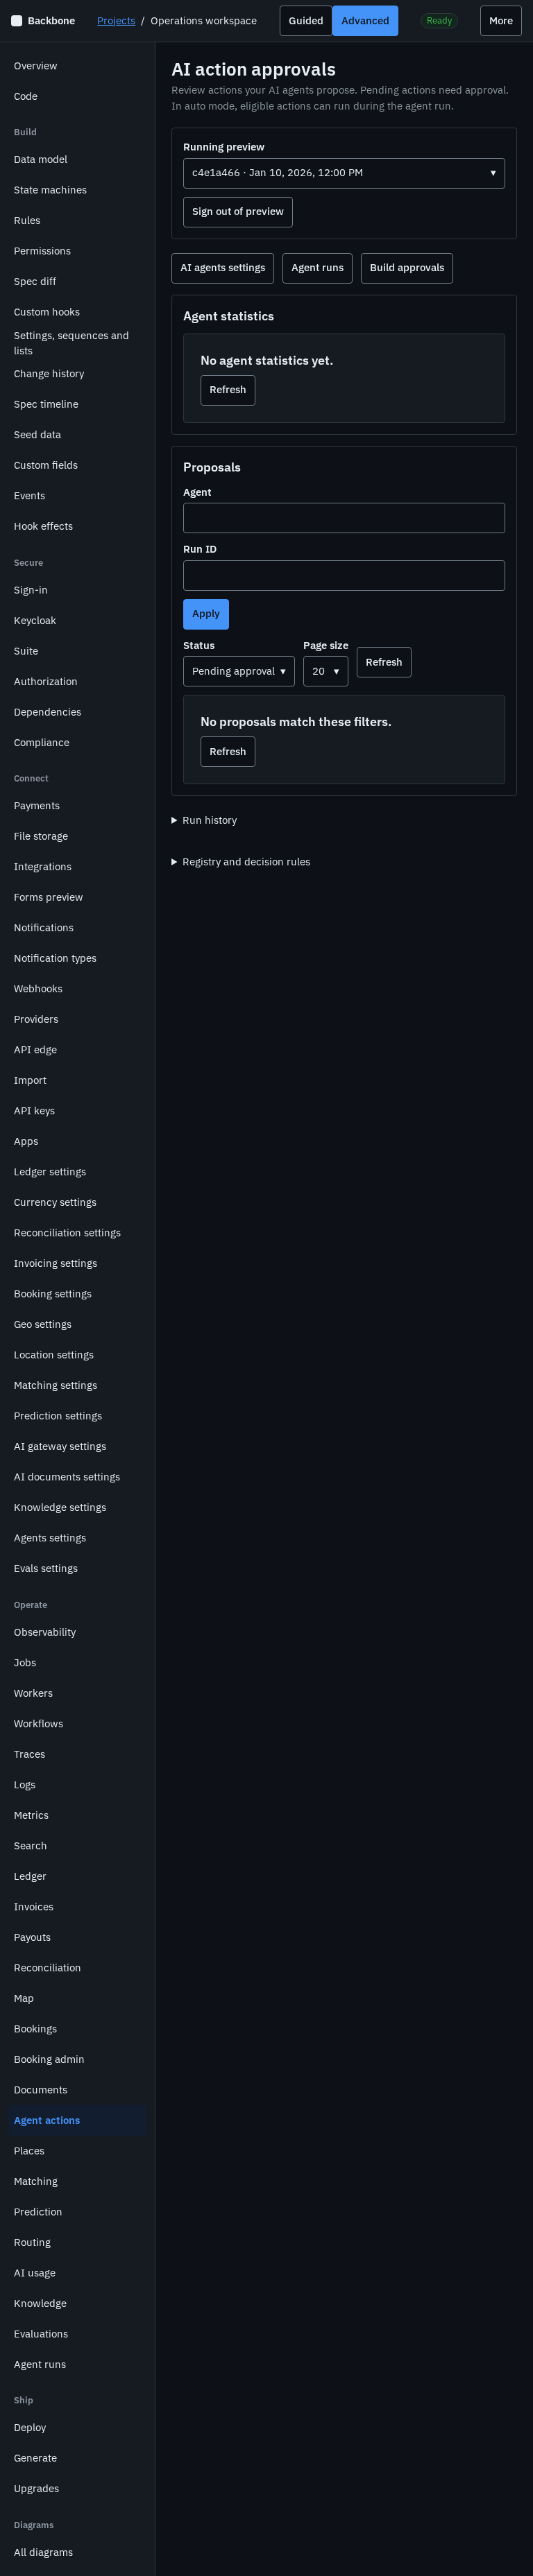 Backbone
Projects / Operations workspace
Guided
Advanced
Ready
More
Overview
Code
Build
Data model
State machines
Rules
Permissions
Spec diff
Custom hooks
Settings, sequences and
lists
Change history
Spec timeline
Seed data
Custom fields
Events
Hook effects
Secure
Sign-in
Keycloak
Suite
Authorization
Dependencies
Compliance
Connect
Payments
File storage
Integrations
Forms preview
Notifications
Notification types
Webhooks
Providers
API edge
Import
API keys
Apps
Ledger settings
Currency settings
Reconciliation settings
Invoicing settings
Booking settings
Geo settings
Location settings
Matching settings
Prediction settings
AI gateway settings
AI documents settings
Knowledge settings
Agents settings
Evals settings
Operate
Observability
Jobs
Workers
Workflows
Traces
Logs
Metrics
Search
Ledger
Invoices
Payouts
Reconciliation
Map
Bookings
Booking admin
Documents
Agent actions
Places
Matching
Prediction
Routing
AI usage
Knowledge
Evaluations
Agent runs
Ship
Deploy
Generate
Upgrades
Diagrams
All diagrams
AI action approvals
Review actions your AI agents propose. Pending actions need approval.
In auto mode, eligible actions can run during the agent run.
Running preview
c4e1a466 · Jan 10, 2026, 12:00 PM
Sign out of preview
AI agents settings
Agent runs
Build approvals
Agent statistics
No agent statistics yet.
Refresh
Proposals
Agent
Run ID
Apply
Status
Page size
Pending approval
20
Refresh
No proposals match these filters.
Refresh
Run history
Registry and decision rules